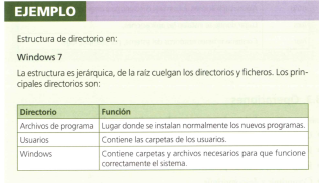 EJEMPLO
Estructura de directorio en:
Windows 7
La estructura es jerárquica, de la raíz cuelgan los directorios y ficheros. Los prin-
cipales directorios son:
Directorio Función
Archivos de programa Lugar donde se instalan normalmente los nuevos programas.
Usuarios Contiene las carpetas de los usuarios.
Windows Contiene carpetas y archivos necesarios para que funcione
correctamente el sistema.